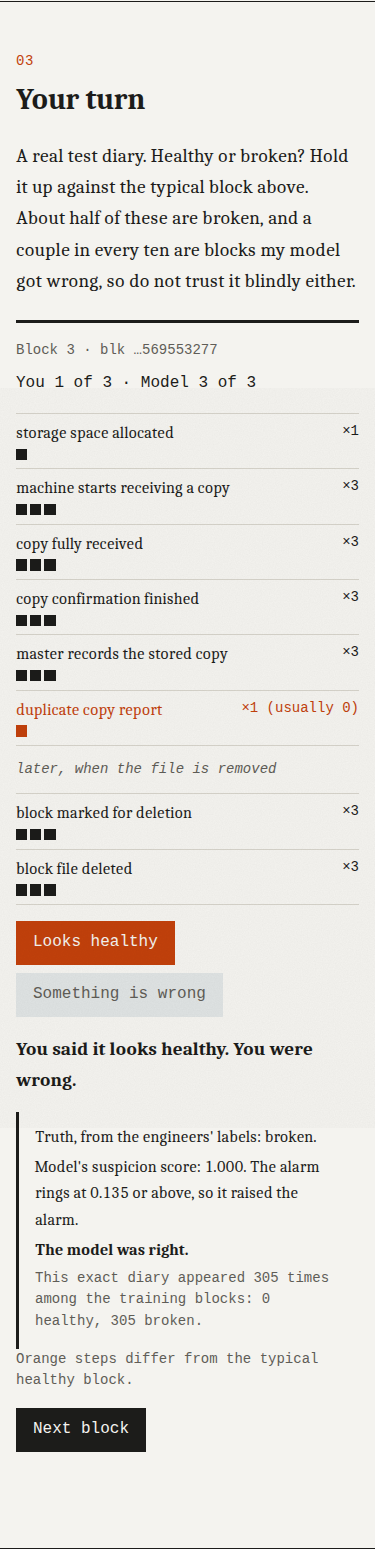 03
Your turn
A real test diary. Healthy or broken? Hold
it up against the typical block above.
About half of these are broken, and a
couple in every ten are blocks my model
got wrong, so do not trust it blindly either.
Block 3 · blk …569553277
You 1 of 3 · Model 3 of 3
storage space allocated ×1
machine starts receiving a copy ×3
copy fully received ×3
copy confirmation finished ×3
master records the stored copy ×3
duplicate copy report ×1 (usually 0)
later, when the file is removed
block marked for deletion ×3
block file deleted ×3
Looks healthy
Something is wrong
You said it looks healthy. You were
wrong.
Truth, from the engineers' labels: broken.
Model's suspicion score: 1.000. The alarm
rings at 0.135 or above, so it raised the
alarm.
The model was right.
This exact diary appeared 305 times
among the training blocks: 0
healthy, 305 broken.
Orange steps differ from the typical
healthy block.
Next block